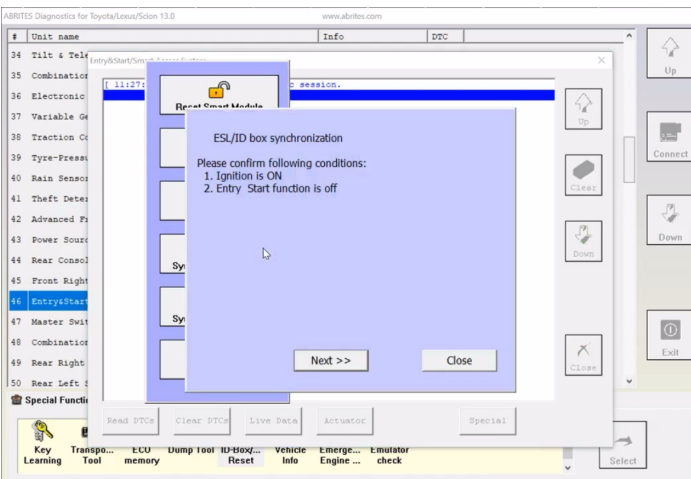 ABRITES Diagnostics for Toyota/Lexus/Scion 13.0 www.abrites.com
# Unit name Info DTC
34 Tilt & Tele
35 Combination
36 Electronic
37 Variable Ge
38 Traction Co
39 Tyre-Pressu
40 Rain Sensor
41 Theft Deter
42 Advanced Fr
43 Power Sourc
44 Rear Consol
45 Front Right
46 Entry&Start
47 Master Swit
48 Combination
49 Rear Right
50 Rear Left S
Entry&Start/Smart Access System
[ 11:27: c session.
Reset Smart Module
Syn
Syn
ESL/ID box synchronization
Please confirm following conditions:
1. Ignition is ON
2. Entry Start function is off
Next >> Close
Up
Clear
Down
Close
Read DTCs Clear DTCs Live Data Actuator Special
Up
Connect
Down
Exit
Select
Special Functi
Key Learning
Transpo... Tool
ECU memory
Dump Tool
ID-Box/... Reset
Vehicle Info
Emerge... Engine ...
Emulator check